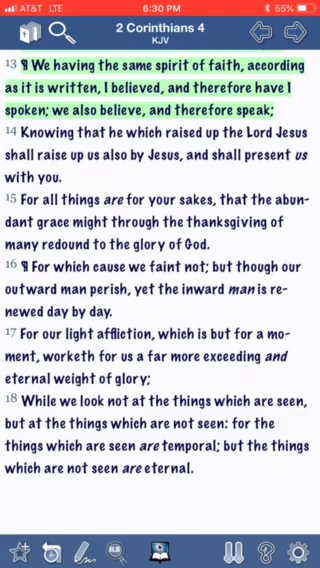 AT&T LTE 6:30 PM 55%
2 Corinthians 4
KJV
13 ¶ We having the same spirit of faith, according
as it is written, I believed, and therefore have I
spoken; we also believe, and therefore speak;
14 Knowing that he which raised up the Lord Jesus
shall raise up us also by Jesus, and shall present us
with you.
15 For all things are for your sakes, that the abun-
dant grace might through the thanksgiving of
many redound to the glory of God.
16 ¶ For which cause we faint not; but though our
outward man perish, yet the inward man is re-
newed day by day.
17 For our light affliction, which is but for a mo-
ment, worketh for us a far more exceeding and
eternal weight of glory;
18 While we look not at the things which are seen,
but at the things which are not seen: for the
things which are seen are temporal; but the things
which are not seen are eternal.
SLB